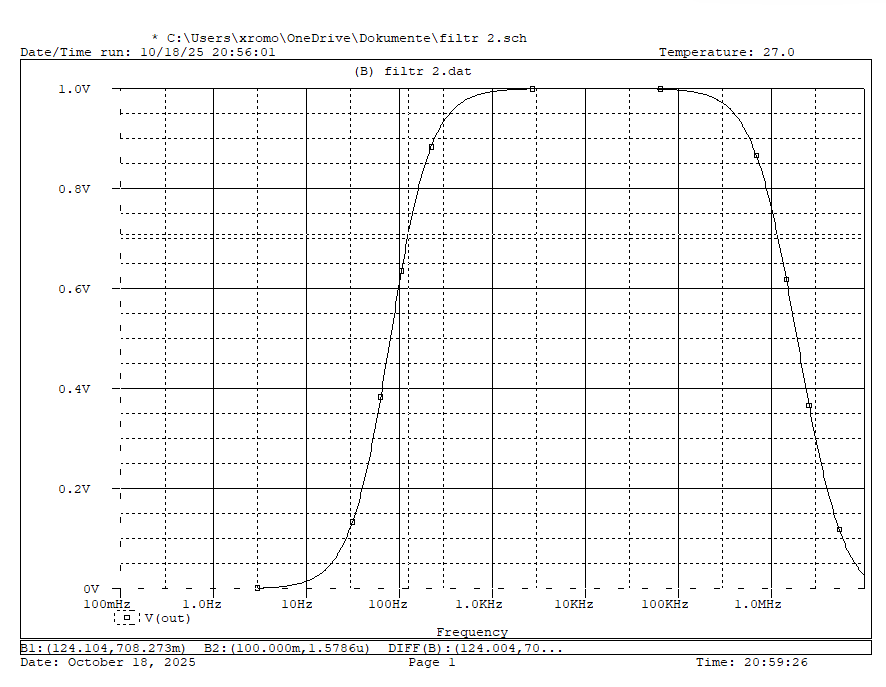 * C:\Users\xromo\OneDrive\Dokumente\filtr 2.sch
Date/Time run: 10/18/25 20:56:01 Temperature: 27.0
(B) filtr 2.dat
1.0V
0.8V
0.6V
0.4V
0.2V
0V
100mHz 1.0Hz 10Hz 100Hz 1.0KHz 10KHz 100KHz 1.0MHz
V(out)
Frequency
B1:(124.104,708.273m) B2:(100.000m,1.5786u) DIFF(B):(124.004,70...
Date: October 18, 2025 Page 1 Time: 20:59:26